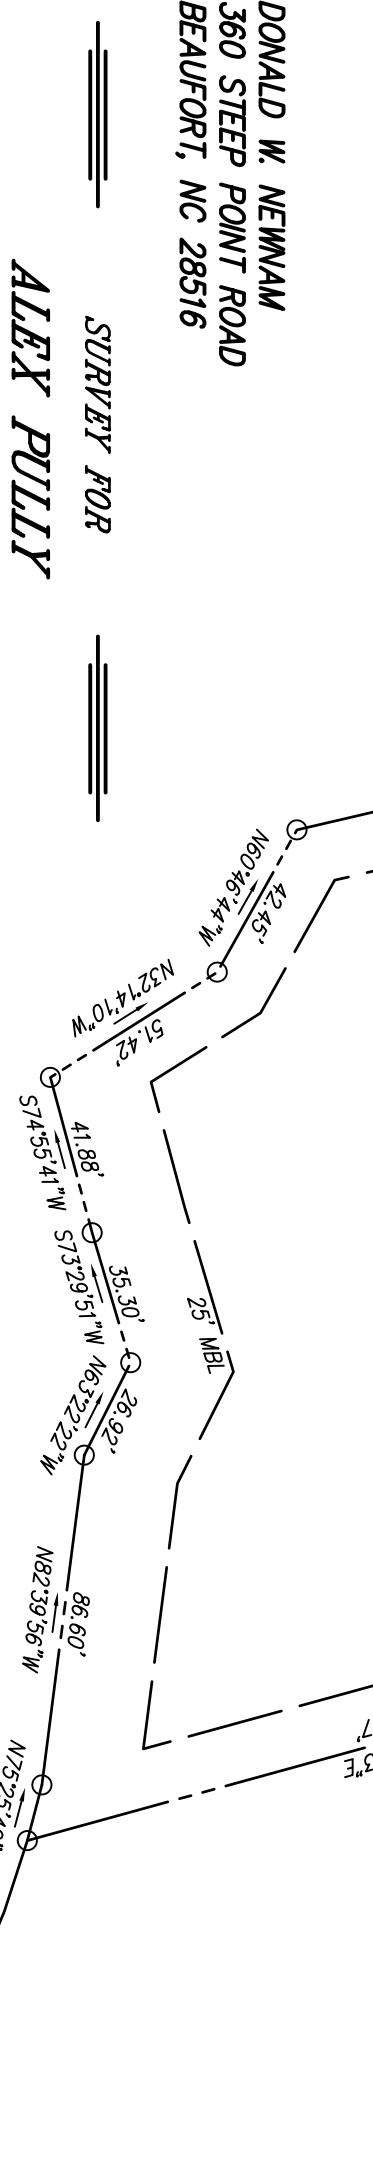 DONALD W. NEWNAM
360 STEEP POINT ROAD
BEAUFORT, NC 28516
SURVEY FOR
ALEX PULLY
N60°46'44"W
42.45'
N32°14'10"W
51.42'
41.88'
S74°55'41"W
35.30'
S73°29'51"W
26.92'
N63°22'22"W
25' MBL
86.60'
N82°39'56"W
7'
3"E